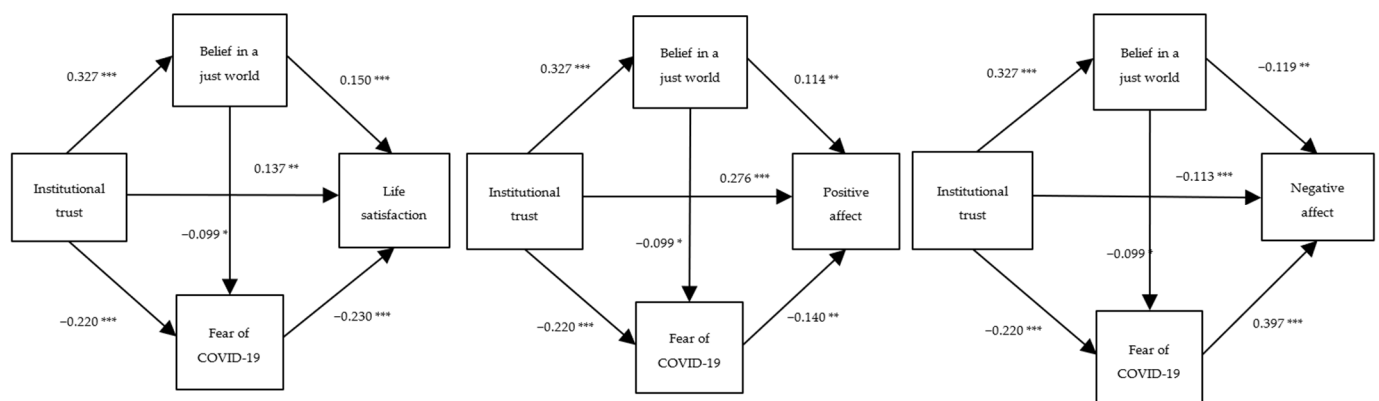 Belief in a
just world
0.327 ***
0.150 ***
Institutional
trust
0.137 **
Life
satisfaction
−0.099 *
−0.220 ***
−0.230 ***
Fear of
COVID-19
Belief in a
just world
0.327 ***
0.114 **
Institutional
trust
0.276 ***
Positive
affect
−0.099 *
−0.220 ***
−0.140 **
Fear of
COVID-19
Belief in a
just world
0.327 ***
−0.119 **
Institutional
trust
−0.113 ***
Negative
affect
−0.099 *
−0.220 ***
0.397 ***
Fear of
COVID-19